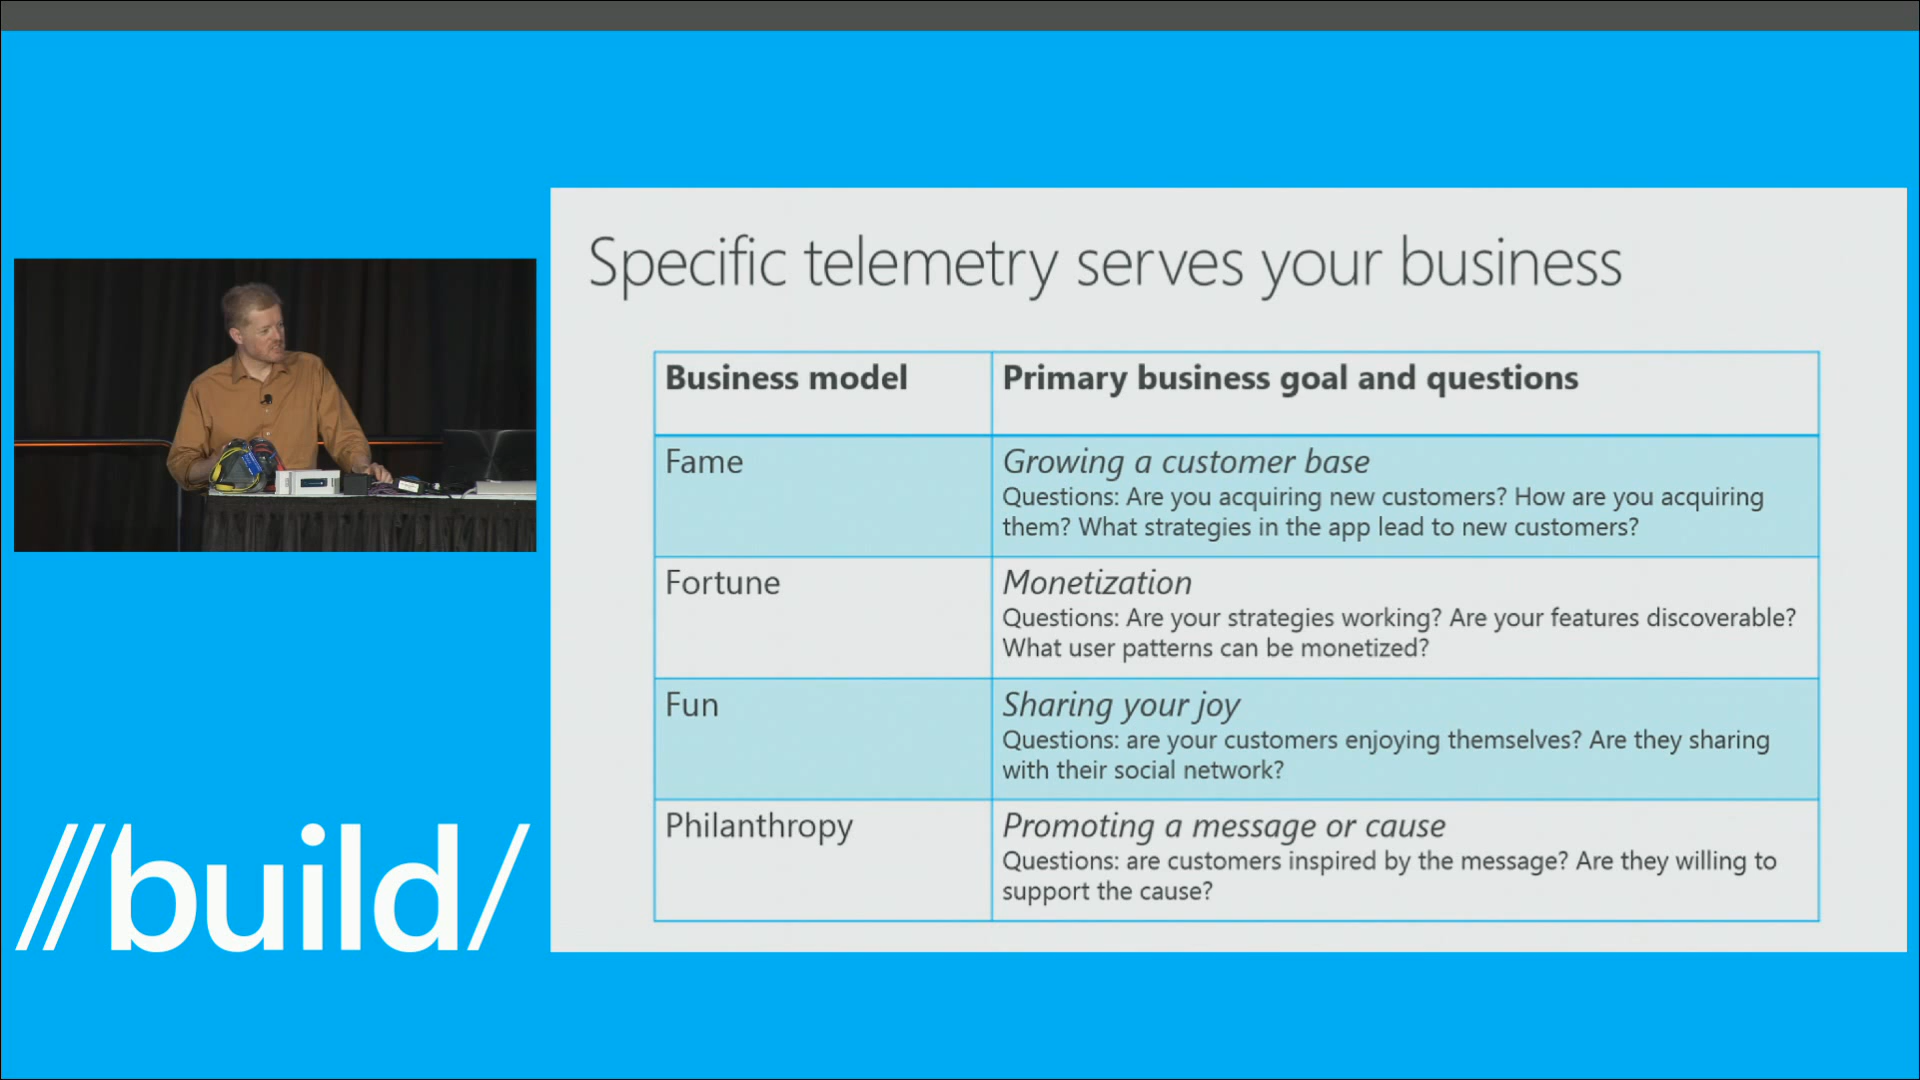 Specific telemetry serves your business
Business model
Primary business goal and questions
Fame
Growing a customer base
Questions: Are you acquiring new customers? How are you acquiring
them? What strategies in the app lead to new customers?
Fortune
Monetization
Questions: Are your strategies working? Are your features discoverable?
What user patterns can be monetized?
Fun
Sharing your joy
Questions: are your customers enjoying themselves? Are they sharing
with their social network?
Philanthropy
Promoting a message or cause
Questions: are customers inspired by the message? Are they willing to
support the cause?
//build/